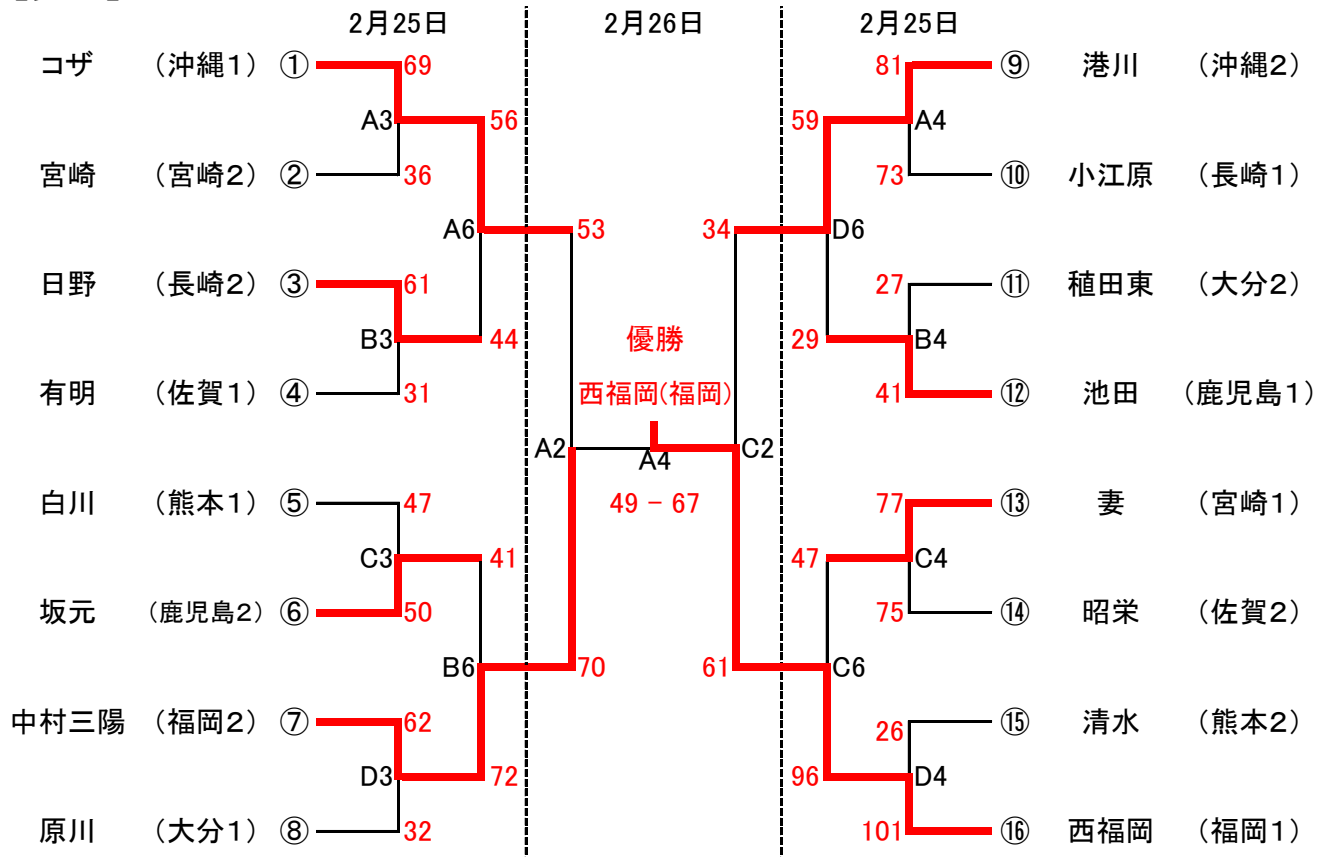 2月25日 2月26日 2月25日
コザ （沖縄1） ① 69 81 ⑨ 港川 （沖縄2）
A3 56 59 A4
宮崎 （宮崎2） ② 36 73 ⑩ 小江原 （長崎1）
A6 53 34 D6
日野 （長崎2） ③ 61 27 ⑪ 稙田東 （大分2）
B3 44 優勝 29 B4
有明 （佐賀1） ④ 31 西福岡(福岡) 41 ⑫ 池田 （鹿児島1）
A2 A4 C2
白川 （熊本1） ⑤ 47 49 － 67 77 ⑬ 妻 （宮崎1）
C3 41 47 C4
坂元 （鹿児島2） ⑥ 50 75 ⑭ 昭栄 （佐賀2）
B6 70 61 C6
中村三陽 （福岡2） ⑦ 62 26 ⑮ 清水 （熊本2）
D3 72 96 D4
原川 （大分1） ⑧ 32 101 ⑯ 西福岡 （福岡1）